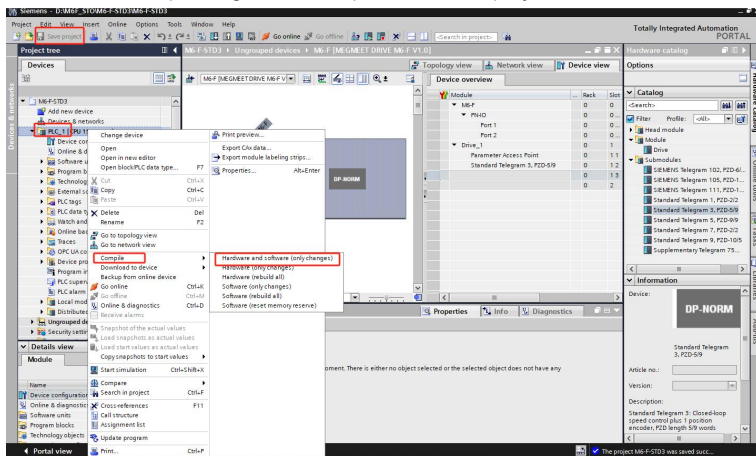 Siemens - D:\M6F_STO\M6-F-STD3\M6-F-STD3
Project Edit View Insert Online Options Tools Window Help
Totally Integrated Automation
PORTAL
Save project
Go online
Go offline
<Search in project>
Project tree
M6-F-STD3 ▸ Ungrouped devices ▸ M6-F [MEGMEET DRIVE M6-F V1.0]
Hardware catalog
Devices
Topology view
Network view
Device view
Options
Devices & networks
M6-F [MEGMEET DRIVE M6-F V
Device overview
Module
... Rack Slot
M6-F 0 0
PN-IO 0 0...
Port 1 0 0...
Port 2 0 0...
Drive_1 0 1
Parameter Access Point 0 1 1
Standard Telegram 3, PZD-5/9 0 1 2
0 1 3
0 2
DP-NORM
Catalog
<Search>
Filter Profile: <All>
Head module
Module
Drive
Submodules
SIEMENS Telegram 102, PZD-6/...
SIEMENS Telegram 105, PZD-1...
SIEMENS Telegram 111, PZD-1...
Standard Telegram 1, PZD-2/2
Standard Telegram 3, PZD-5/9
Standard Telegram 5, PZD-9/9
Standard Telegram 7, PZD-2/2
Standard Telegram 9, PZD-10/5
Supplementary Telegram 75...
Information
Device:
DP-NORM
Standard Telegram
3, PZD-5/9
Article no.:
Version:
Description:
Standard Telegram 3: Closed-loop
speed control plus 1 position
encoder, PZD length 5/9 words
M6-F-STD3
Add new device
Devices & networks
PLC_1 [CPU 15
Device con
Online & d
Software u
Program b
Technolog
External so
PLC tags
PLC data ty
Watch and
Online bac
Traces
OPC UA co
Device pro
Program in
PLC superv
PLC alarm
Local mod
Distributed
Ungrouped de
Security settin
Details view
Module
Name
Device configuration
Online & diagnostic
Software units
Program blocks
Technology objects
Change device
Open
Open in new editor
Open block/PLC data type... F7
Cut Ctrl+X
Copy Ctrl+C
Paste Ctrl+V
Delete Del
Rename F2
Go to topology view
Go to network view
Compile
Download to device
Backup from online device
Go online Ctrl+K
Go offline Ctrl+M
Online & diagnostics Ctrl+D
Receive alarms
Snapshot of the actual values
Load snapshots as actual values
Load start values as actual values
Copy snapshots to start values
Start simulation Ctrl+Shift+X
Compare
Search in project Ctrl+F
Cross-references F11
Call structure
Assignment list
Update program
Print... Ctrl+P
Print preview...
Export CAx data...
Export module labeling strips...
Properties... Alt+Enter
Hardware and software (only changes)
Hardware (only changes)
Hardware (rebuild all)
Software (only changes)
Software (rebuild all)
Software (reset memory reserve)
Properties
Info
Diagnostics
oment. There is either no object selected or the selected object does not have any
Portal view
The project M6-F-STD3 was saved succ...